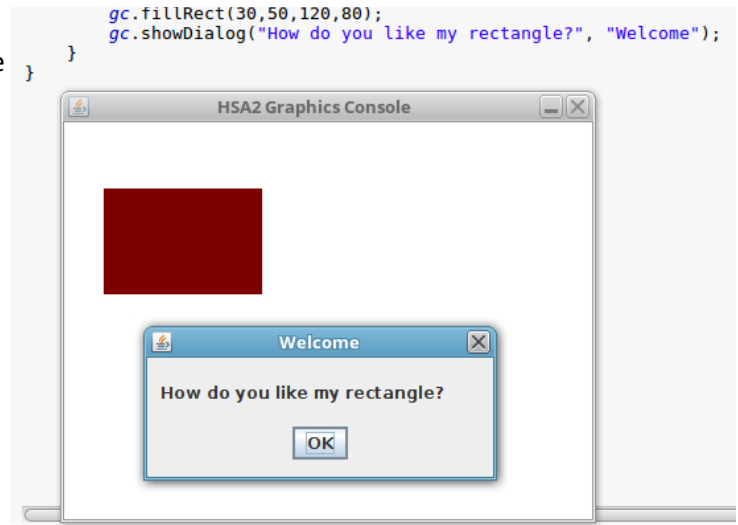 gc.fillRect(30,50,120,80);
gc.showDialog("How do you like my rectangle?", "Welcome");
}
e
}
HSA2 Graphics Console
Welcome
How do you like my rectangle?
OK